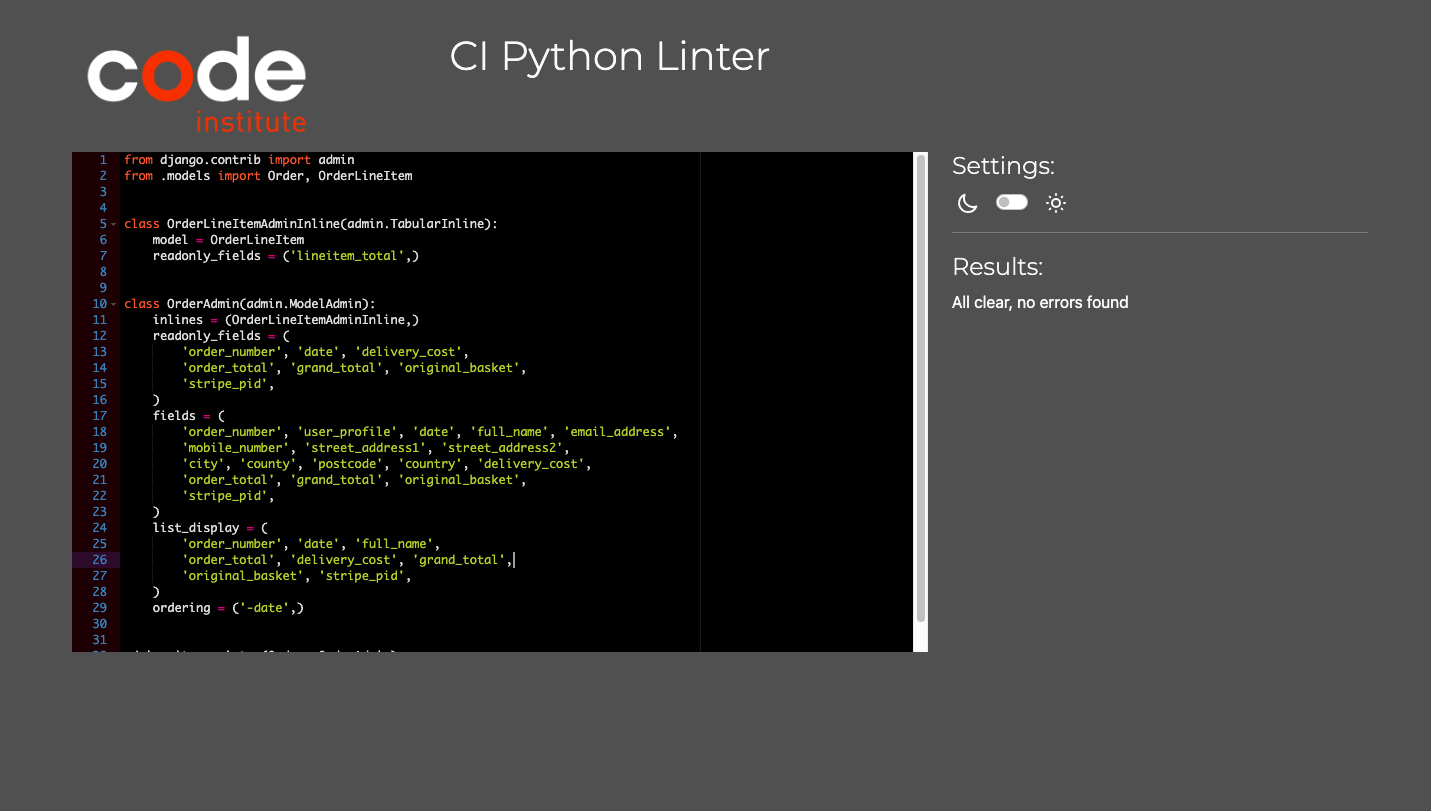 code
institute
CI Python Linter
1 from django.contrib import admin
2 from .models import Order, OrderLineItem
3
4
5 class OrderLineItemAdminInline(admin.TabularInline):
6     model = OrderLineItem
7     readonly_fields = ('lineitem_total',)
8
9
10 class OrderAdmin(admin.ModelAdmin):
11     inlines = (OrderLineItemAdminInline,)
12     readonly_fields = (
13         'order_number', 'date', 'delivery_cost',
14         'order_total', 'grand_total', 'original_basket',
15         'stripe_pid',
16     )
17     fields = (
18         'order_number', 'user_profile', 'date', 'full_name', 'email_address',
19         'mobile_number', 'street_address1', 'street_address2',
20         'city', 'county', 'postcode', 'country', 'delivery_cost',
21         'order_total', 'grand_total', 'original_basket',
22         'stripe_pid',
23     )
24     list_display = (
25         'order_number', 'date', 'full_name',
26         'order_total', 'delivery_cost', 'grand_total',
27         'original_basket', 'stripe_pid',
28     )
29     ordering = ('-date',)
30
31
Settings:
Results:
All clear, no errors found